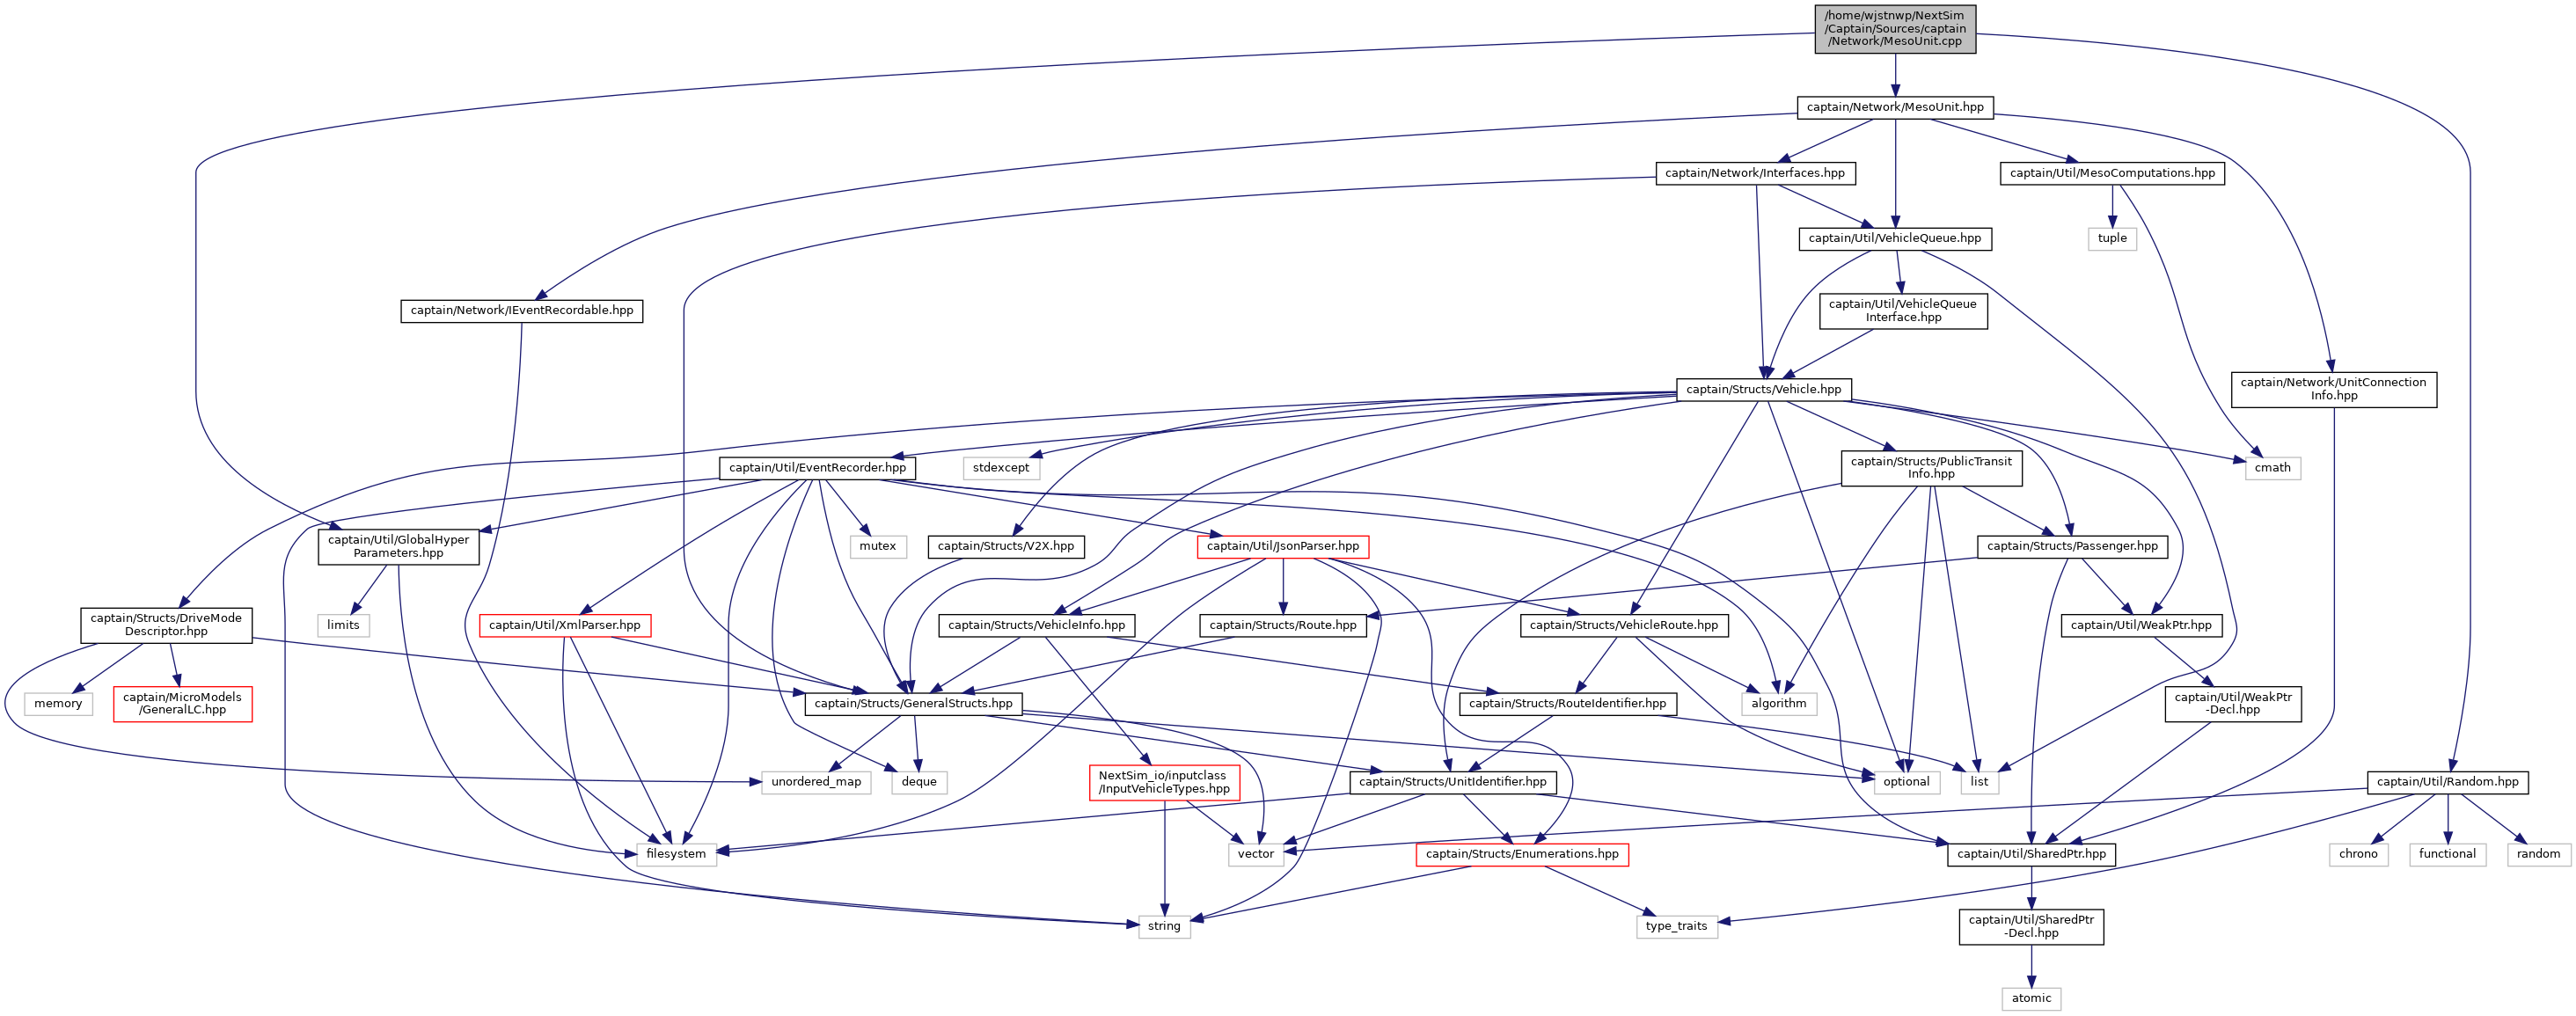 /home/wjstnwp/NextSim
/Captain/Sources/captain
/Network/MesoUnit.cpp
captain/Network/MesoUnit.hpp
captain/Network/Interfaces.hpp
captain/Util/MesoComputations.hpp
captain/Util/VehicleQueue.hpp
tuple
captain/Network/IEventRecordable.hpp
captain/Util/VehicleQueue
Interface.hpp
captain/Structs/Vehicle.hpp
captain/Network/UnitConnection
Info.hpp
captain/Util/EventRecorder.hpp
stdexcept
captain/Structs/PublicTransit
Info.hpp
cmath
captain/Util/GlobalHyper
Parameters.hpp
mutex
captain/Structs/V2X.hpp
captain/Util/JsonParser.hpp
captain/Structs/Passenger.hpp
captain/Structs/DriveMode
Descriptor.hpp
limits
captain/Util/XmlParser.hpp
captain/Structs/VehicleInfo.hpp
captain/Structs/Route.hpp
captain/Structs/VehicleRoute.hpp
captain/Util/WeakPtr.hpp
memory
captain/MicroModels
/GeneralLC.hpp
captain/Structs/GeneralStructs.hpp
captain/Structs/RouteIdentifier.hpp
algorithm
captain/Util/WeakPtr
-Decl.hpp
unordered_map
deque
NextSim_io/inputclass
/InputVehicleTypes.hpp
captain/Structs/UnitIdentifier.hpp
optional
list
captain/Util/Random.hpp
filesystem
vector
captain/Structs/Enumerations.hpp
captain/Util/SharedPtr.hpp
chrono
functional
random
string
type_traits
captain/Util/SharedPtr
-Decl.hpp
atomic